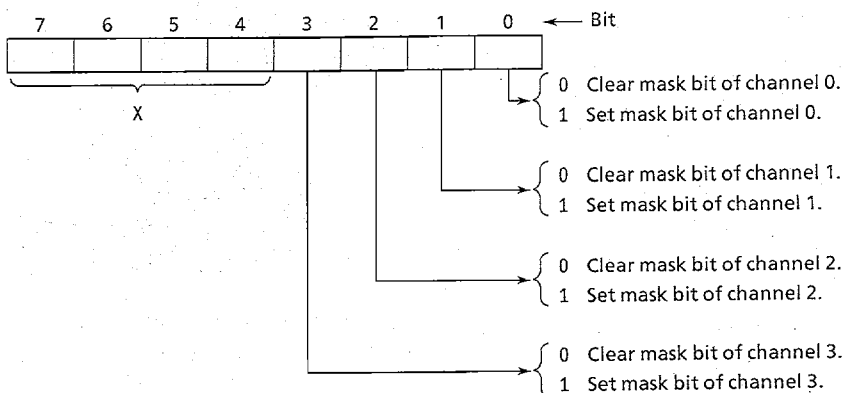 7 6 5 4 3 2 1 0 Bit
X
0 Clear mask bit of channel 0.
1 Set mask bit of channel 0.
0 Clear mask bit of channel 1.
1 Set mask bit of channel 1.
0 Clear mask bit of channel 2.
1 Set mask bit of channel 2.
0 Clear mask bit of channel 3.
1 Set mask bit of channel 3.